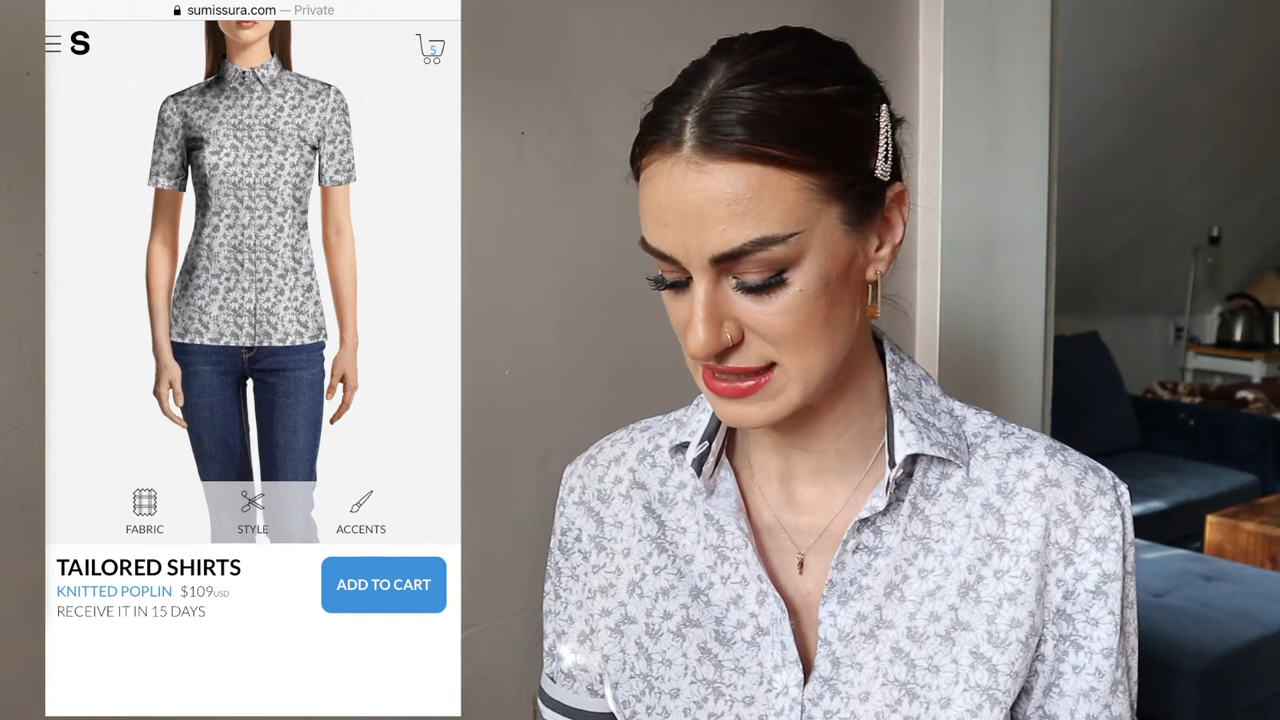 sumissura.com — Private
S
5
FABRIC
STYLE
ACCENTS
TAILORED SHIRTS
KNITTED POPLIN $109USD
RECEIVE IT IN 15 DAYS
ADD TO CART